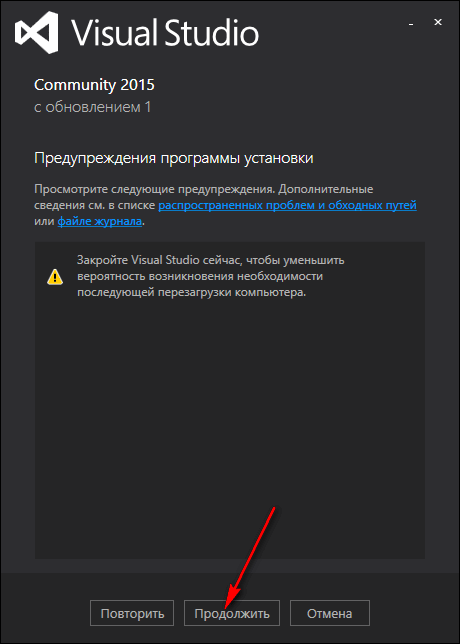 Visual Studio
Community 2015
с обновлением 1
Предупреждения программы установки
Просмотрите следующие предупреждения. Дополнительные
сведения см. в списке распространенных проблем и обходных путей
или файле журнала.
Закройте Visual Studio сейчас, чтобы уменьшить
вероятность возникновения необходимости
последующей перезагрузки компьютера.
Повторить Продолжить Отмена